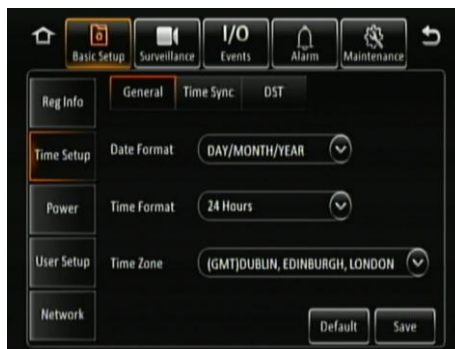 I/O
Basic Setup Surveillance Events Alarm Maintenance
General Time Sync DST
Reg Info
Time Setup
Date Format DAY/MONTH/YEAR
Power
Time Format 24 Hours
User Setup
Time Zone (GMT)DUBLIN, EDINBURGH, LONDON
Network
Default Save